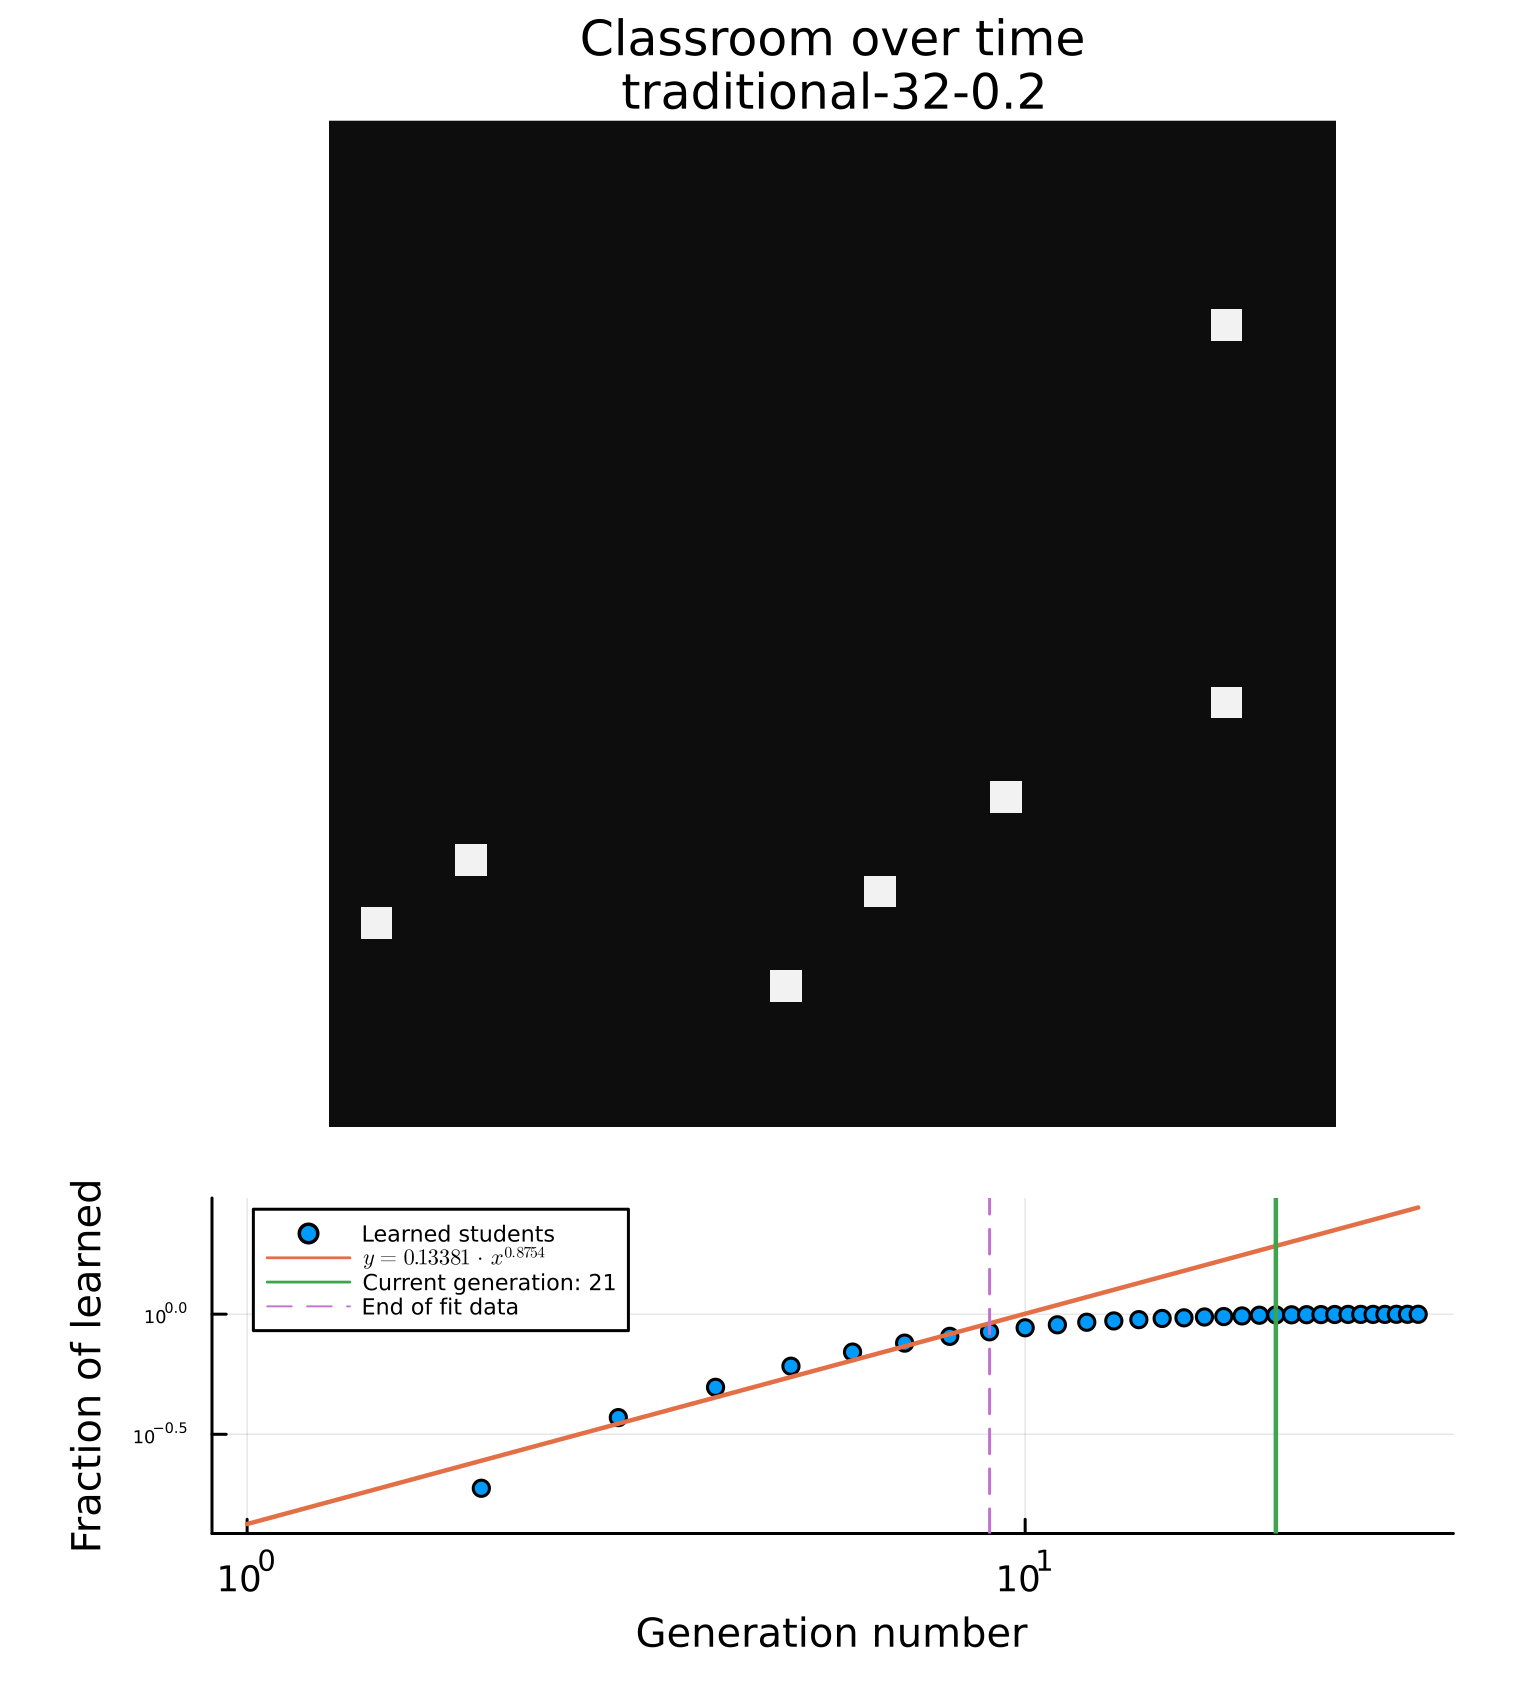 Classroom over time
traditional-32-0.2
Fraction of learned
Learned students
y = 0.13381 · x^0.8754
Current generation: 21
End of fit data
10^0.0
10^−0.5
10^0
10^1
Generation number